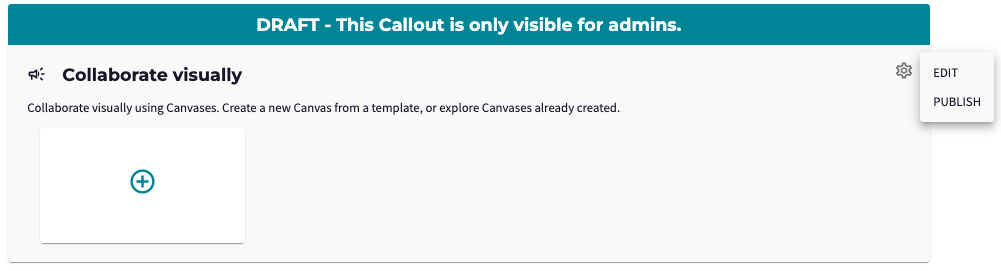 DRAFT - This Callout is only visible for admins.
Collaborate visually
EDIT
Collaborate visually using Canvases. Create a new Canvas from a template, or explore Canvases already created.
PUBLISH